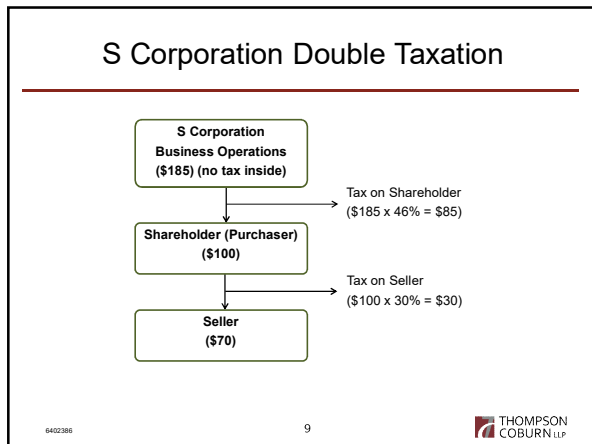 S Corporation Double Taxation
S Corporation
Business Operations
($185) (no tax inside)
Tax on Shareholder
($185 x 46% = $85)
Shareholder (Purchaser)
($100)
Tax on Seller
($100 x 30% = $30)
Seller
($70)
6402386
9
THOMPSON
COBURN LLP